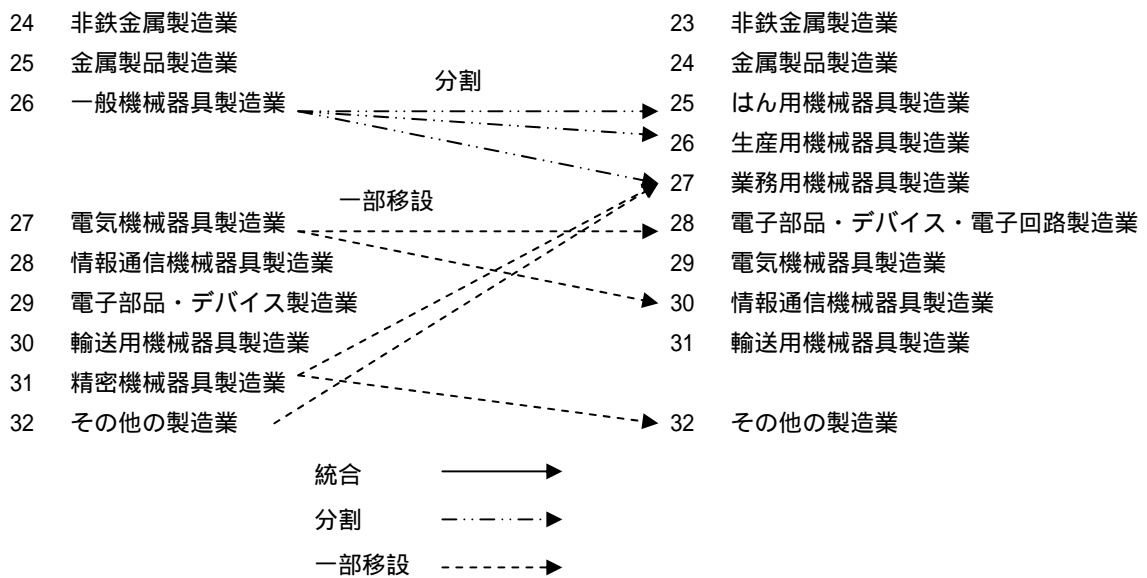 24 非鉄金属製造業 23 非鉄金属製造業
25 金属製品製造業 24 金属製品製造業
分割
26 一般機械器具製造業 25 はん用機械器具製造業
26 生産用機械器具製造業
27 業務用機械器具製造業
一部移設
27 電気機械器具製造業 28 電子部品・デバイス・電子回路製造業
28 情報通信機械器具製造業 29 電気機械器具製造業
29 電子部品・デバイス製造業 30 情報通信機械器具製造業
30 輸送用機械器具製造業 31 輸送用機械器具製造業
31 精密機械器具製造業
32 その他の製造業 32 その他の製造業
統合
分割
一部移設